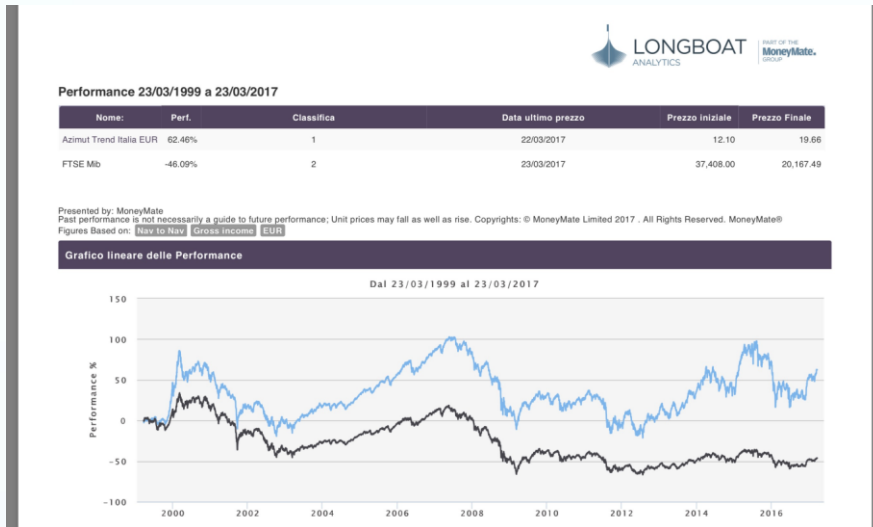 LONGBOAT
ANALYTICS
PART OF THE
MoneyMate.
GROUP
Performance 23/03/1999 a 23/03/2017
Nome: Perf. Classifica Data ultimo prezzo Prezzo iniziale Prezzo Finale
Azimut Trend Italia EUR 62.46% 1 22/03/2017 12.10 19.66
FTSE Mib -46.09% 2 23/03/2017 37,408.00 20,167.49
Presented by: MoneyMate
Past performance is not necessarily a guide to future performance; Unit prices may fall as well as rise. Copyrights: © MoneyMate Limited 2017 . All Rights Reserved. MoneyMate®
Figures Based on: Nav to Nav Gross income EUR
Grafico lineare delle Performance
Dal 23/03/1999 al 23/03/2017
Performance %
150
100
50
0
-50
-100
2000 2002 2004 2006 2008 2010 2012 2014 2016